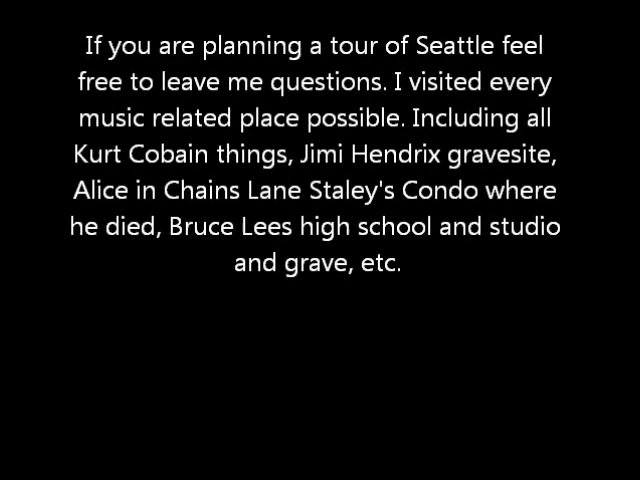 If you are planning a tour of Seattle feel
free to leave me questions. I visited every
music related place possible. Including all
Kurt Cobain things, Jimi Hendrix gravesite,
Alice in Chains Lane Staley's Condo where
he died, Bruce Lees high school and studio
and grave, etc.